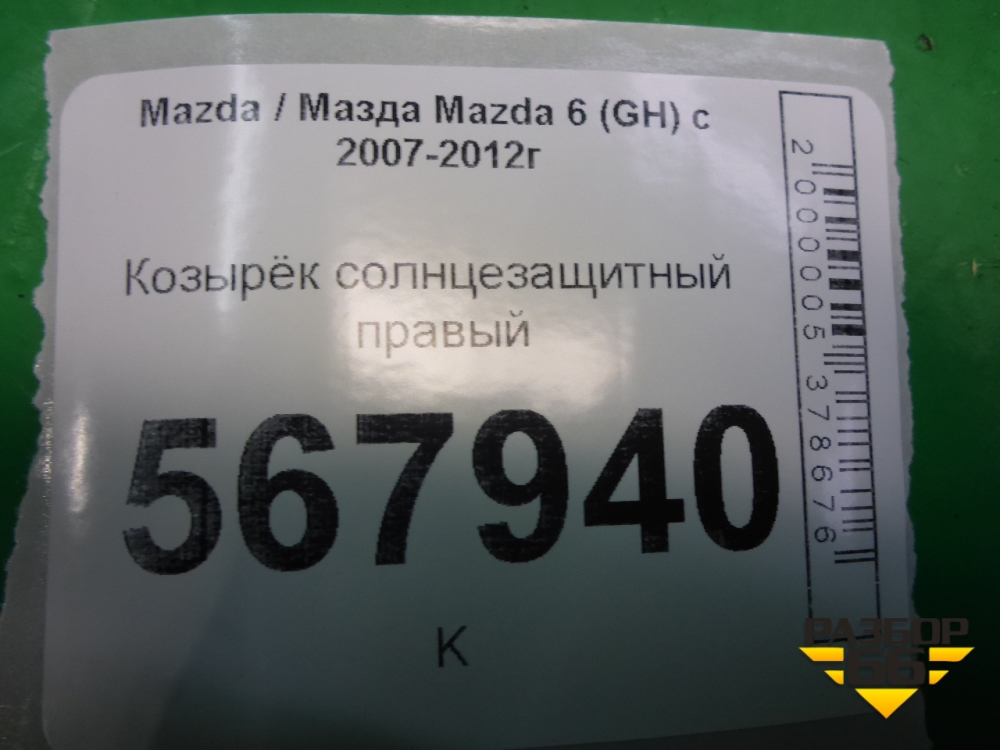 Mazda / Мазда Mazda 6 (GH) с
2007-2012г
Козырёк солнцезащитный
правый
567940
К
2000005378676
РАЗБОР
66